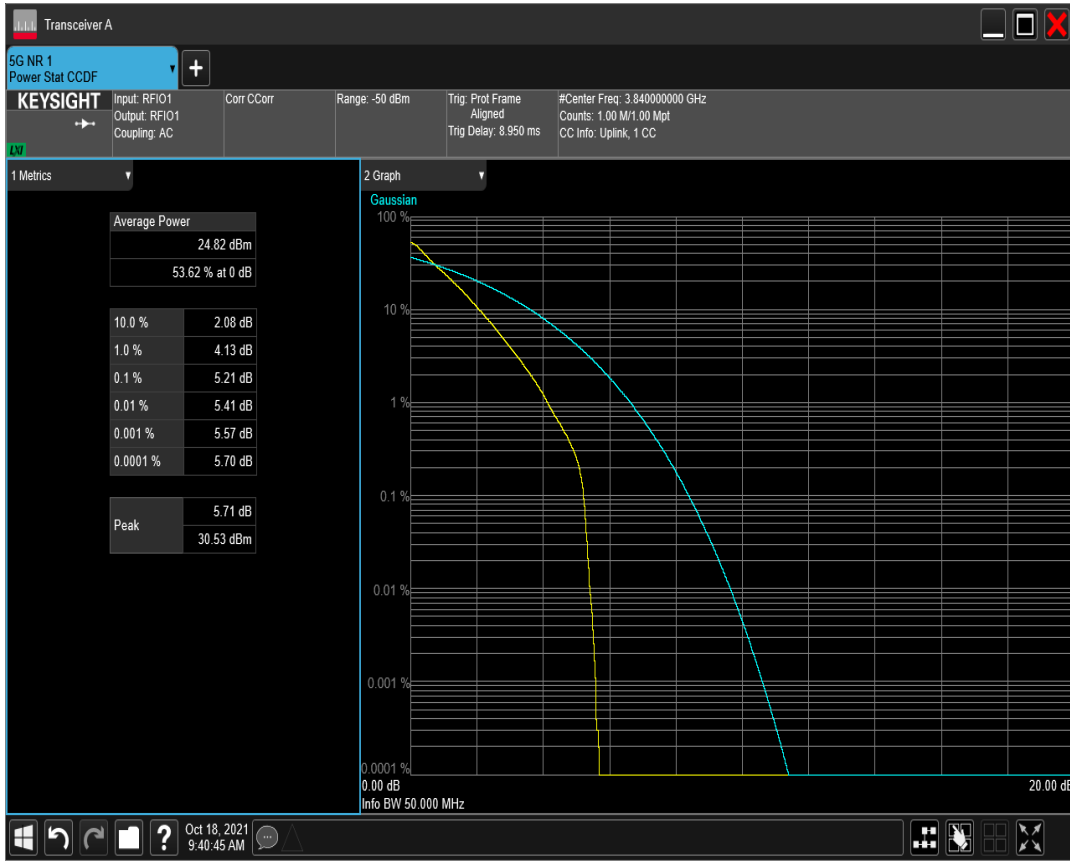 Transceiver A
5G NR 1
Power Stat CCDF
KEYSIGHT
LXI
Input: RFIO1
Output: RFIO1
Coupling: AC
Corr CCorr
Range: -50 dBm
Trig: Prot Frame
Aligned
Trig Delay: 8.950 ms
#Center Freq: 3.840000000 GHz
Counts: 1.00 M/1.00 Mpt
CC Info: Uplink, 1 CC
1 Metrics
Average Power
24.82 dBm
53.62 % at 0 dB
10.0 % 2.08 dB
1.0 % 4.13 dB
0.1 % 5.21 dB
0.01 % 5.41 dB
0.001 % 5.57 dB
0.0001 % 5.70 dB
Peak 5.71 dB
30.53 dBm
2 Graph
Gaussian
100 %
10 %
1 %
0.1 %
0.01 %
0.001 %
0.0001 %
0.00 dB
20.00 dB
Info BW 50.000 MHz
Oct 18, 2021
9:40:45 AM